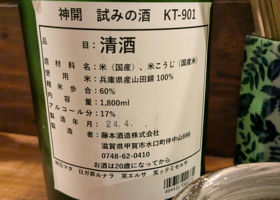 神開 試みの酒 KT-901
品目：清酒
原材料名：米（国産）、米こうじ（国産米）
使用米：米：兵庫県産山田錦 100%
精米歩合：60%
内容量：1,800ml
アルコール分：17%
製造年月：24.4.
製造者：藤本酒造株式会社
滋賀県甲賀市水口町伴中山696
0748-62-0410
お酒は20歳になってから